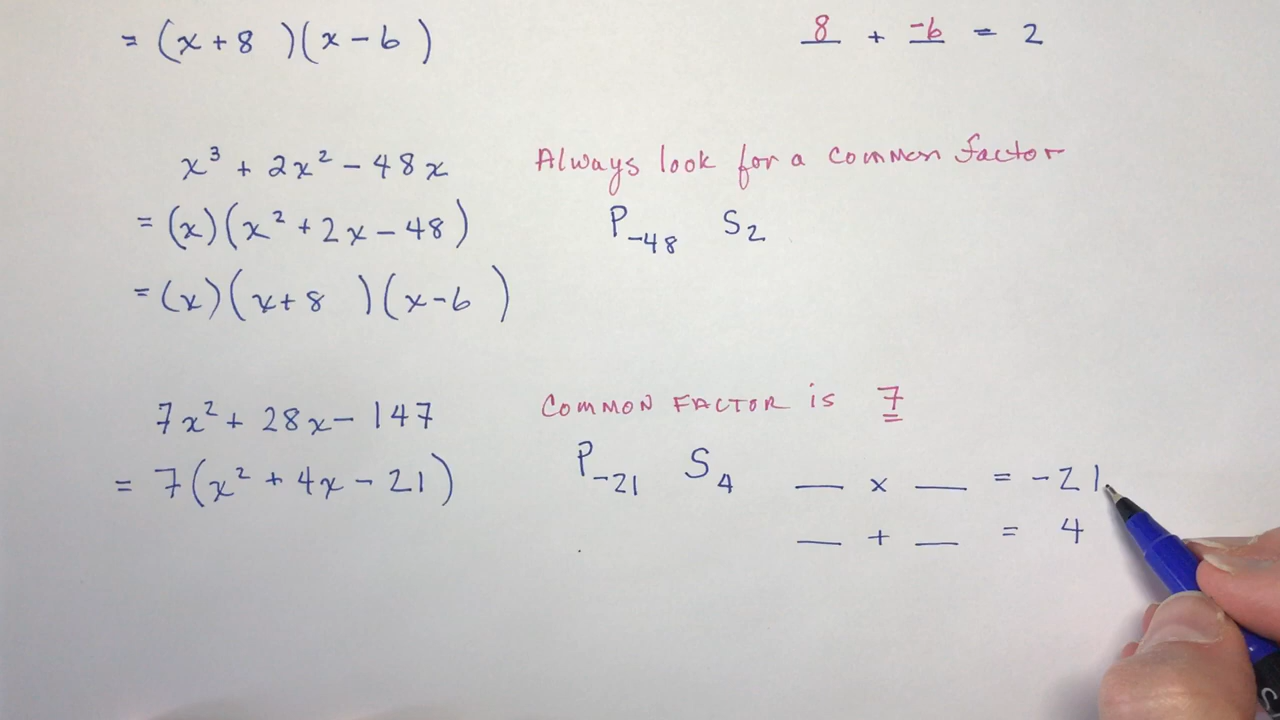 = (x + 8 )(x - 6 )
8 + -6 = 2
x³ + 2x² - 48x
Always look for a common factor
= (x)(x² + 2x - 48)
P₋₄₈ S₂
= (x)(x + 8 )(x - 6 )
7x² + 28x - 147
COMMON FACTOR is 7
= 7(x² + 4x - 21)
P₋₂₁ S₄
__ x __ = -21
__ + __ = 4